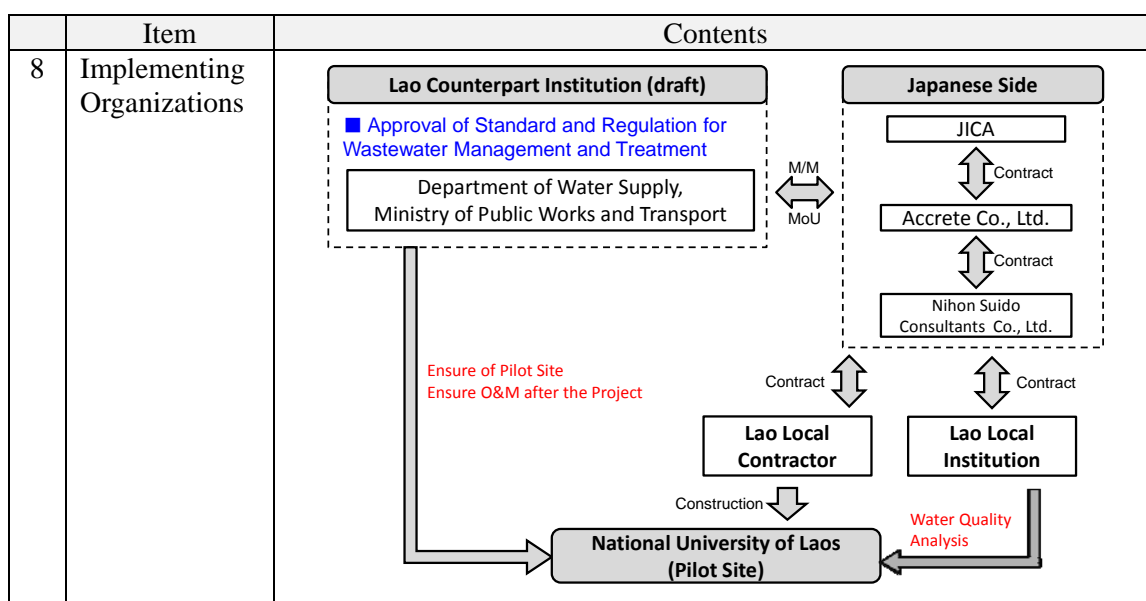 Item
Contents
8
Implementing
Organizations
Lao Counterpart Institution (draft)
■ Approval of Standard and Regulation for
Wastewater Management and Treatment
Department of Water Supply,
Ministry of Public Works and Transport
M/M
MoU
Japanese Side
JICA
Contract
Accrete Co., Ltd.
Contract
Nihon Suido
Consultants Co., Ltd.
Ensure of Pilot Site
Ensure O&M after the Project
Contract
Contract
Lao Local
Contractor
Lao Local
Institution
Construction
Water Quality
Analysis
National University of Laos
(Pilot Site)